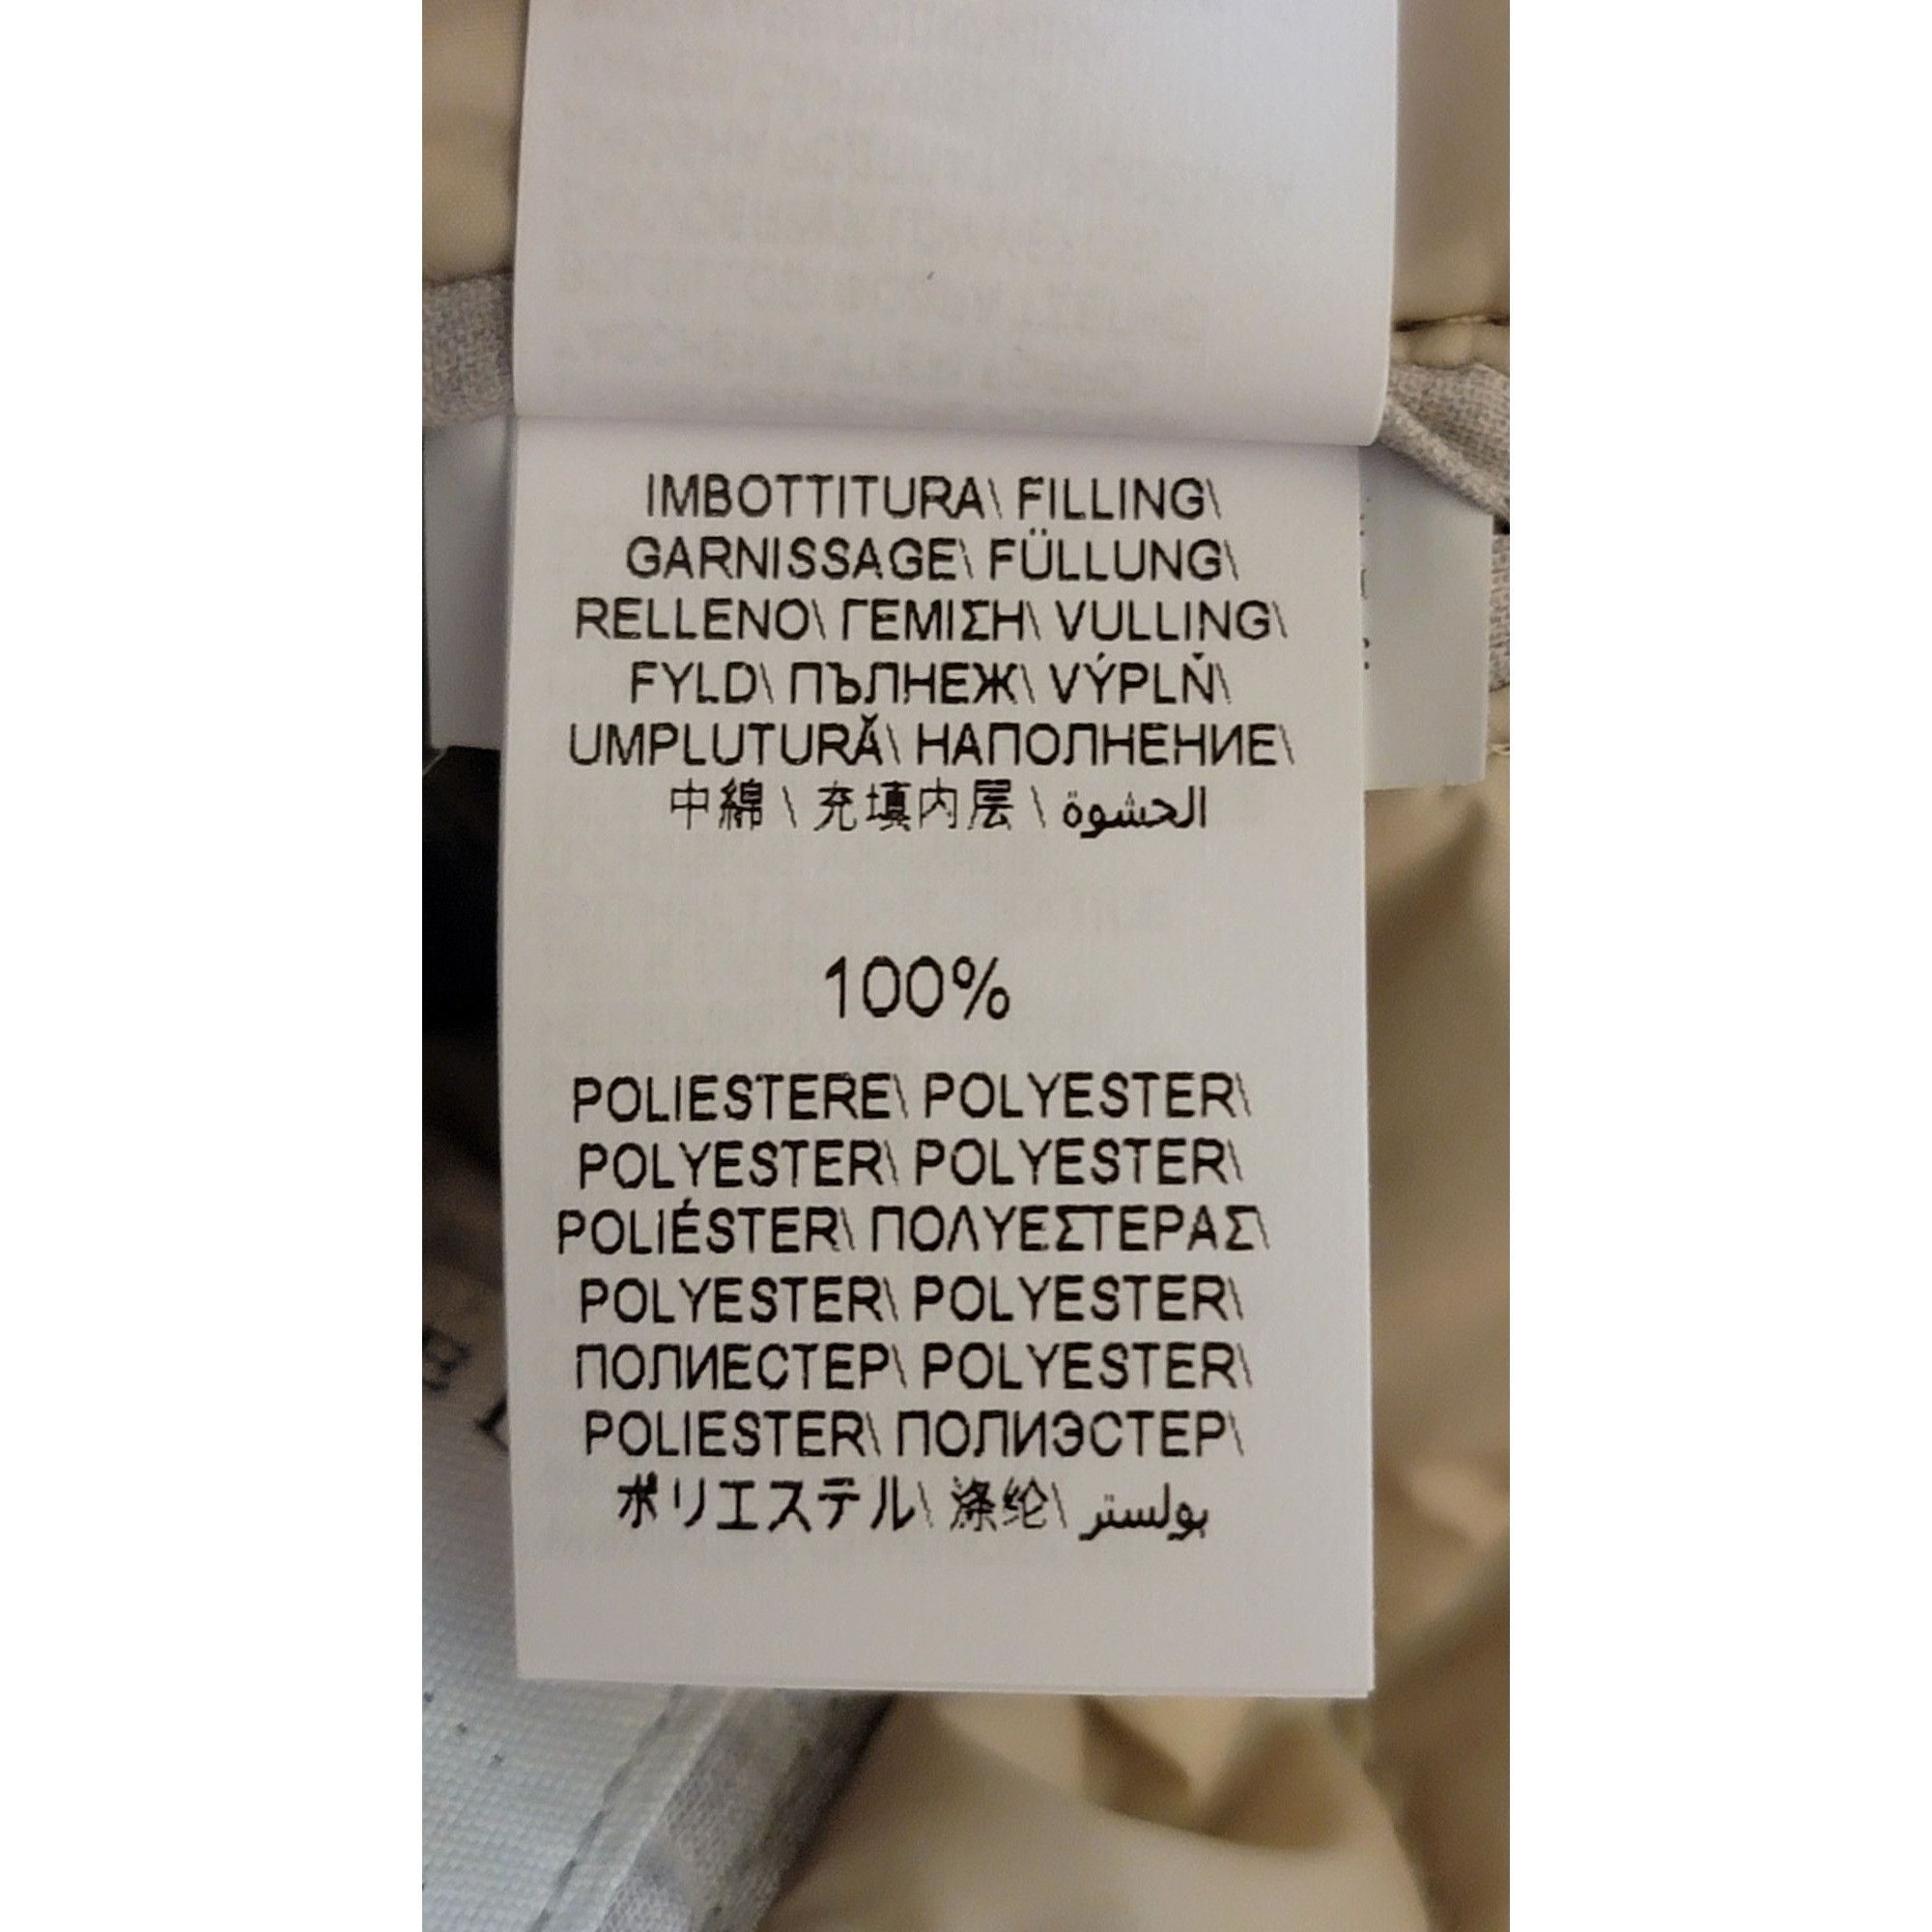 IMBOTTITURA\ FILLING\
GARNISSAGE\ FÜLLUNG\
RELLENO\ ΓΕΜΙΣΗ\ VULLING\
FYLD\ ПЪЛНЕЖ\ VÝPLŇ\
UMPLUTURĂ\ НАПОЛНЕНИЕ\
中綿 \ 充填内层 \ الحشوة
100%
POLIESTERE\ POLYESTER\
POLYESTER\ POLYESTER\
POLIÉSTER\ ΠΟΛΥΕΣΤΕΡΑΣ\
POLYESTER\ POLYESTER\
ПОЛИЕСТЕР\ POLYESTER\
POLIESTER\ ПОЛИЭСТЕР\
ポリエステル\ 涤纶\ بولستر